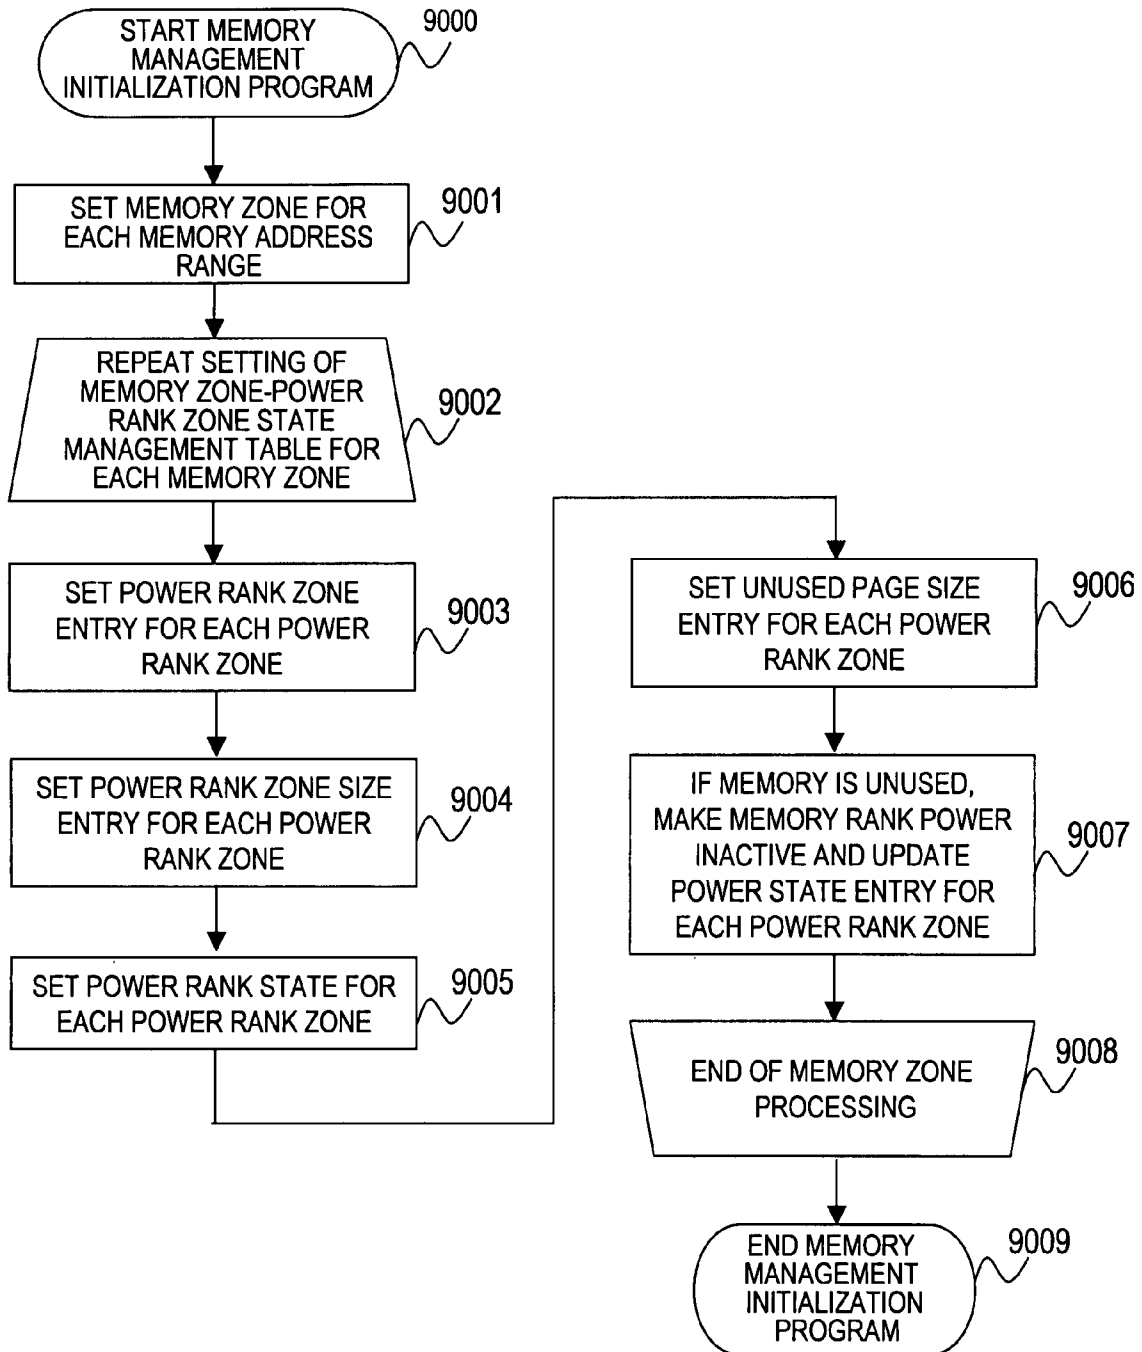 START MEMORY
MANAGEMENT
INITIALIZATION PROGRAM
9000
SET MEMORY ZONE FOR
EACH MEMORY ADDRESS
RANGE
9001
REPEAT SETTING OF
MEMORY ZONE-POWER
RANK ZONE STATE
MANAGEMENT TABLE FOR
EACH MEMORY ZONE
9002
SET POWER RANK ZONE
ENTRY FOR EACH POWER
RANK ZONE
9003
SET POWER RANK ZONE SIZE
ENTRY FOR EACH POWER
RANK ZONE
9004
SET POWER RANK STATE FOR
EACH POWER RANK ZONE
9005
SET UNUSED PAGE SIZE
ENTRY FOR EACH POWER
RANK ZONE
9006
IF MEMORY IS UNUSED,
MAKE MEMORY RANK POWER
INACTIVE AND UPDATE
POWER STATE ENTRY FOR
EACH POWER RANK ZONE
9007
END OF MEMORY ZONE
PROCESSING
9008
END MEMORY
MANAGEMENT
INITIALIZATION
PROGRAM
9009